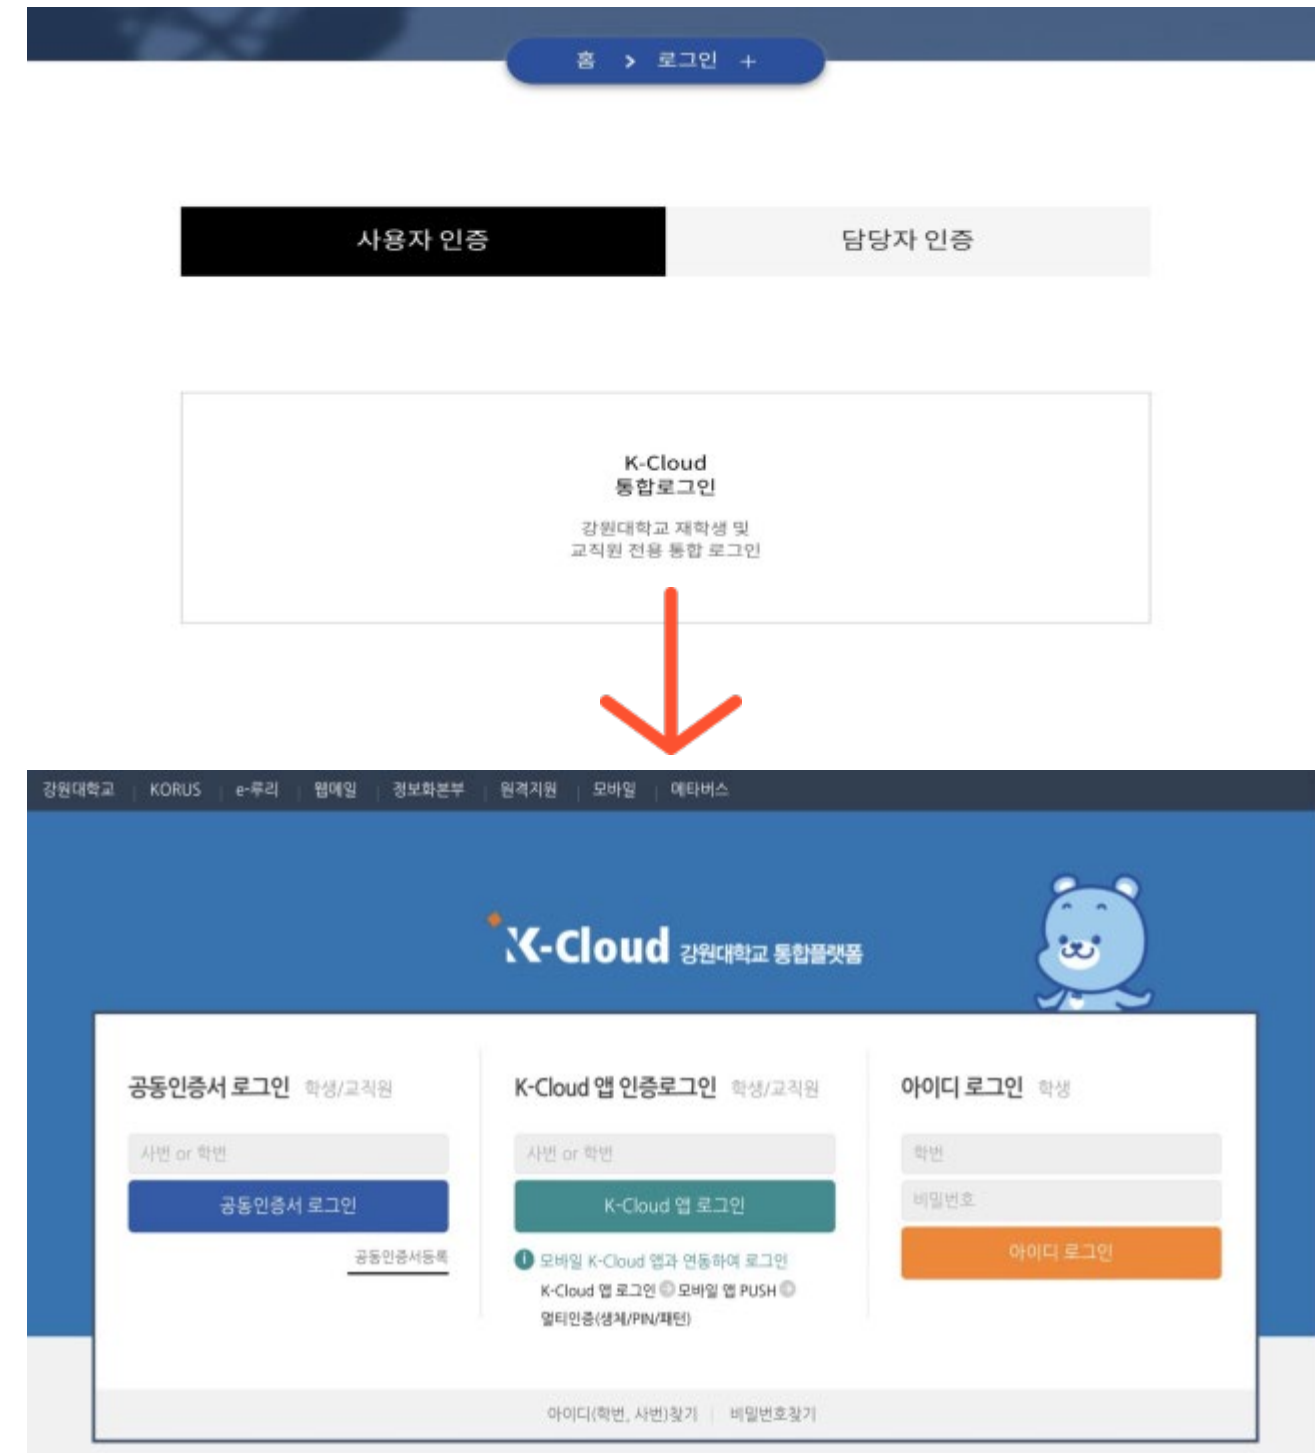 홈 > 로그인 +
사용자 인증
담당자 인증
K-Cloud
통합로그인
강원대학교 재학생 및
교직원 전용 통합 로그인
강원대학교 KORUS e-루리 웹메일 정보화본부 원격지원 모바일 메타버스
K-Cloud 강원대학교 통합플랫폼
공동인증서 로그인 학생/교직원
사번 or 학번
공동인증서 로그인
공동인증서등록
K-Cloud 앱 인증로그인 학생/교직원
사번 or 학번
K-Cloud 앱 로그인
모바일 K-Cloud 앱과 연동하여 로그인
K-Cloud 앱 로그인 모바일 앱 PUSH
멀티인증(생체/PIN/패턴)
아이디 로그인 학생
학번
비밀번호
아이디 로그인
아이디(학번, 사번)찾기 | 비밀번호찾기